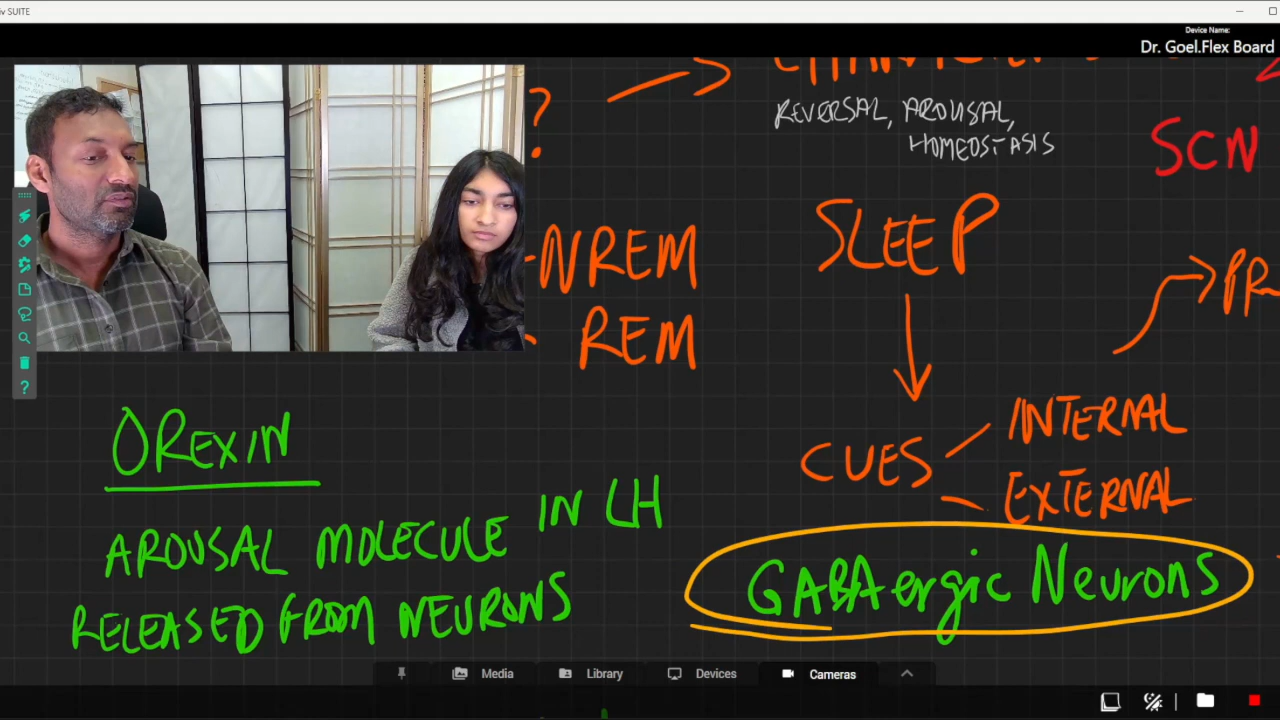 iv SUITE
Device Name:
Dr. Goel.Flex Board
?
REVERSAL, AROUSAL,
HOMEOSTASIS
SCN
SLEEP
NREM
REM
CUES
INTERNAL
EXTERNAL
OREXIN
AROUSAL MOLECULE IN LH
RELEASED FROM NEURONS
GABAergic Neurons
?
Media
Library
Devices
Cameras